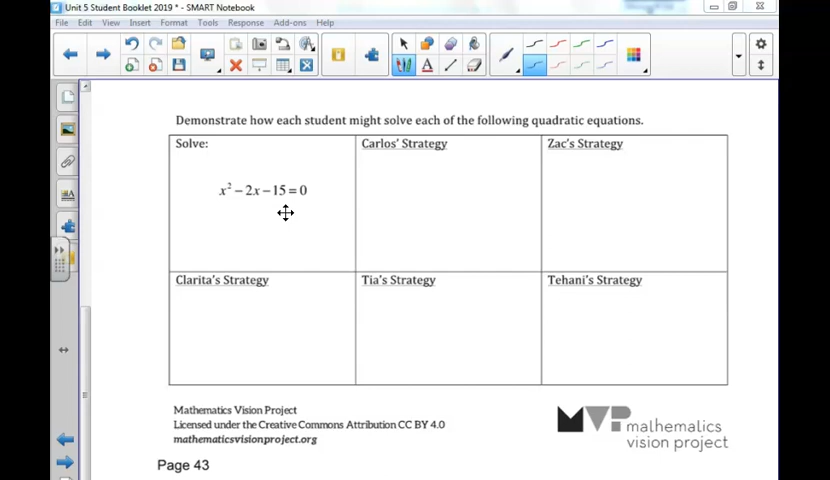 Unit 5 Student Booklet 2019 * - SMART Notebook
File Edit View Insert Format Tools Response Add-ons Help
Demonstrate how each student might solve each of the following quadratic equations.
Solve:
Carlos' Strategy
Zac's Strategy
x² – 2x – 15 = 0
Clarita's Strategy
Tia's Strategy
Tehani's Strategy
Mathematics Vision Project
Licensed under the Creative Commons Attribution CC BY 4.0
mathematicsvisionproject.org
MVP mathematics
vision project
Page 43